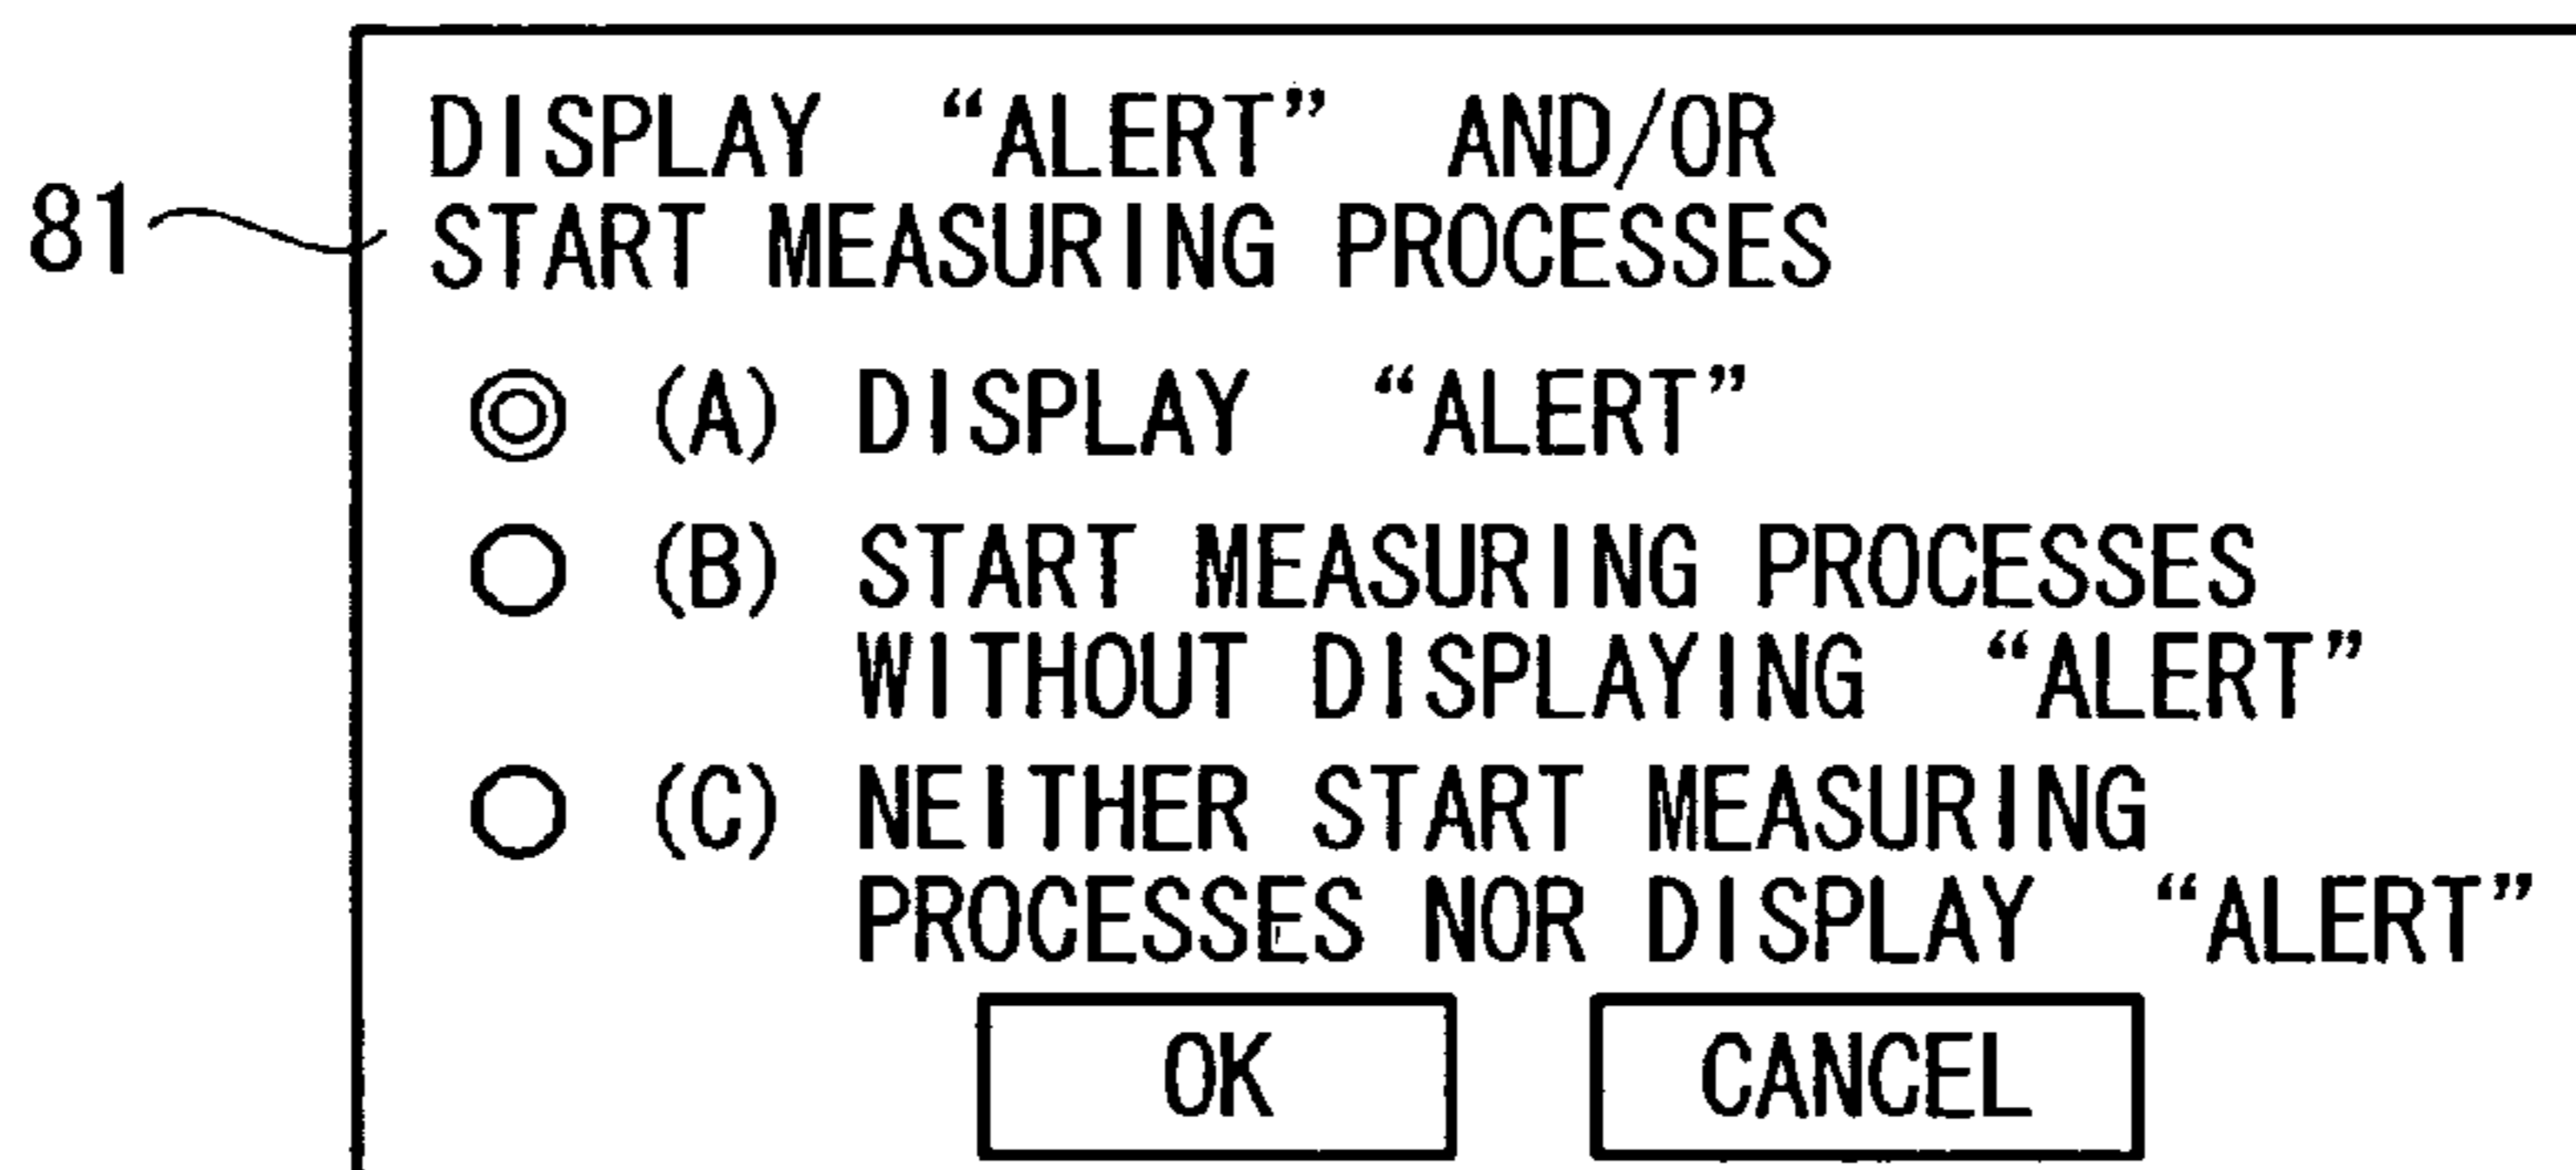 DISPLAY “ALERT” AND/OR
81 START MEASURING PROCESSES
(A) DISPLAY “ALERT”
(B) START MEASURING PROCESSES
WITHOUT DISPLAYING “ALERT”
(C) NEITHER START MEASURING
PROCESSES NOR DISPLAY “ALERT”
OK CANCEL